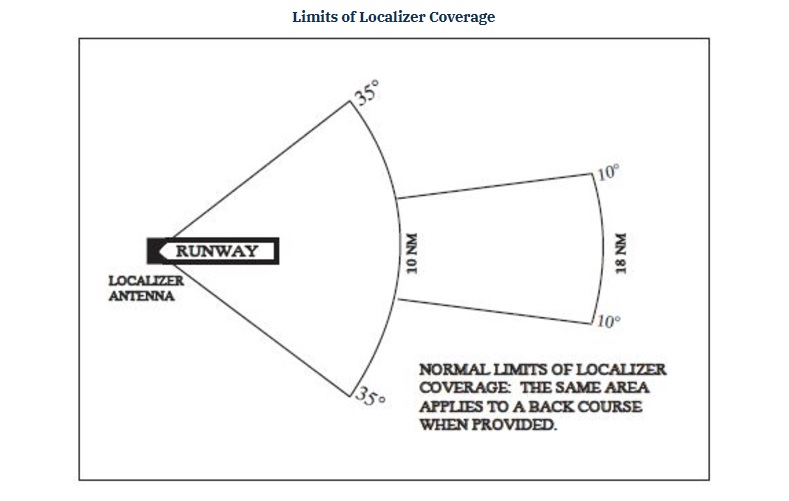 Limits of Localizer Coverage
35°
10°
RUNWAY
10 NM
18 NM
LOCALIZER
ANTENNA
10°
35°
NORMAL LIMITS OF LOCALIZER
COVERAGE: THE SAME AREA
APPLIES TO A BACK COURSE
WHEN PROVIDED.